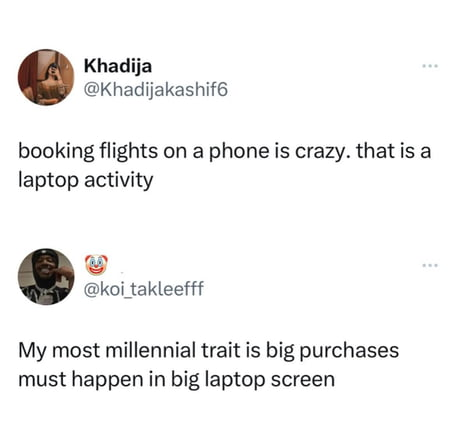 Khadija
@Khadijakashif6
booking flights on a phone is crazy. that is a
laptop activity
🤡
@koi_takleefff
My most millennial trait is big purchases
must happen in big laptop screen